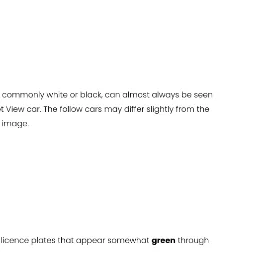 commonly white or black, can almost always be seen
t View car. The follow cars may differ slightly from the
image.
licence plates that appear somewhat green through